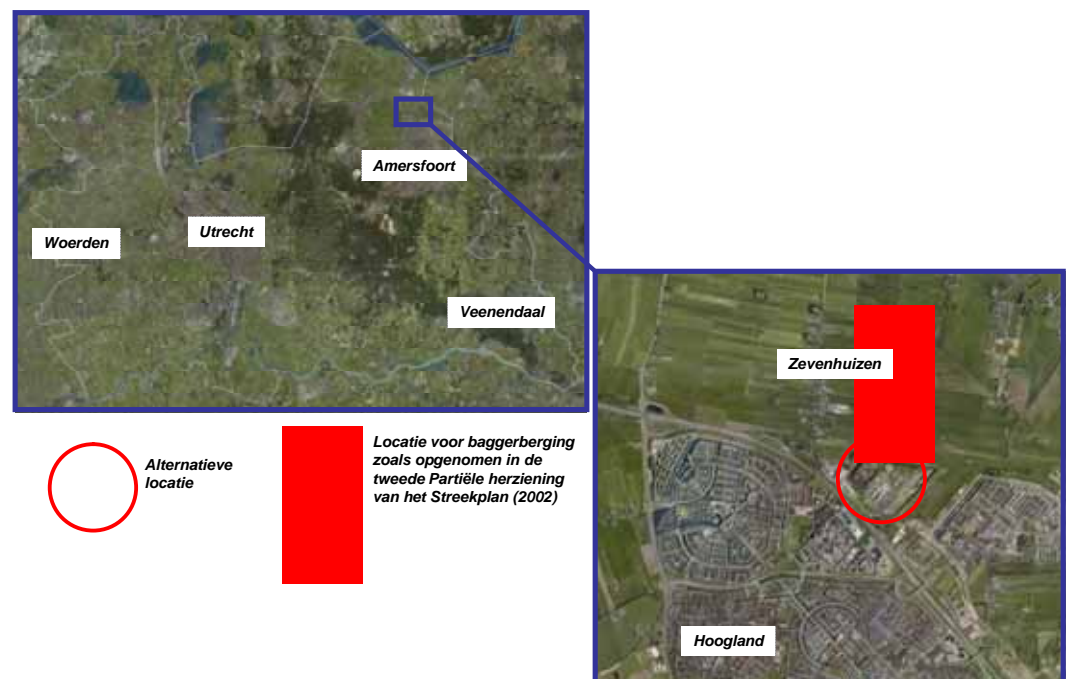 Amersfoort
Utrecht
Woerden
Veenendaal
Zevenhuizen
Hoogland
Alternatieve
locatie
Locatie voor baggerberging
zoals opgenomen in de
tweede Partiële herziening
van het Streekplan (2002)